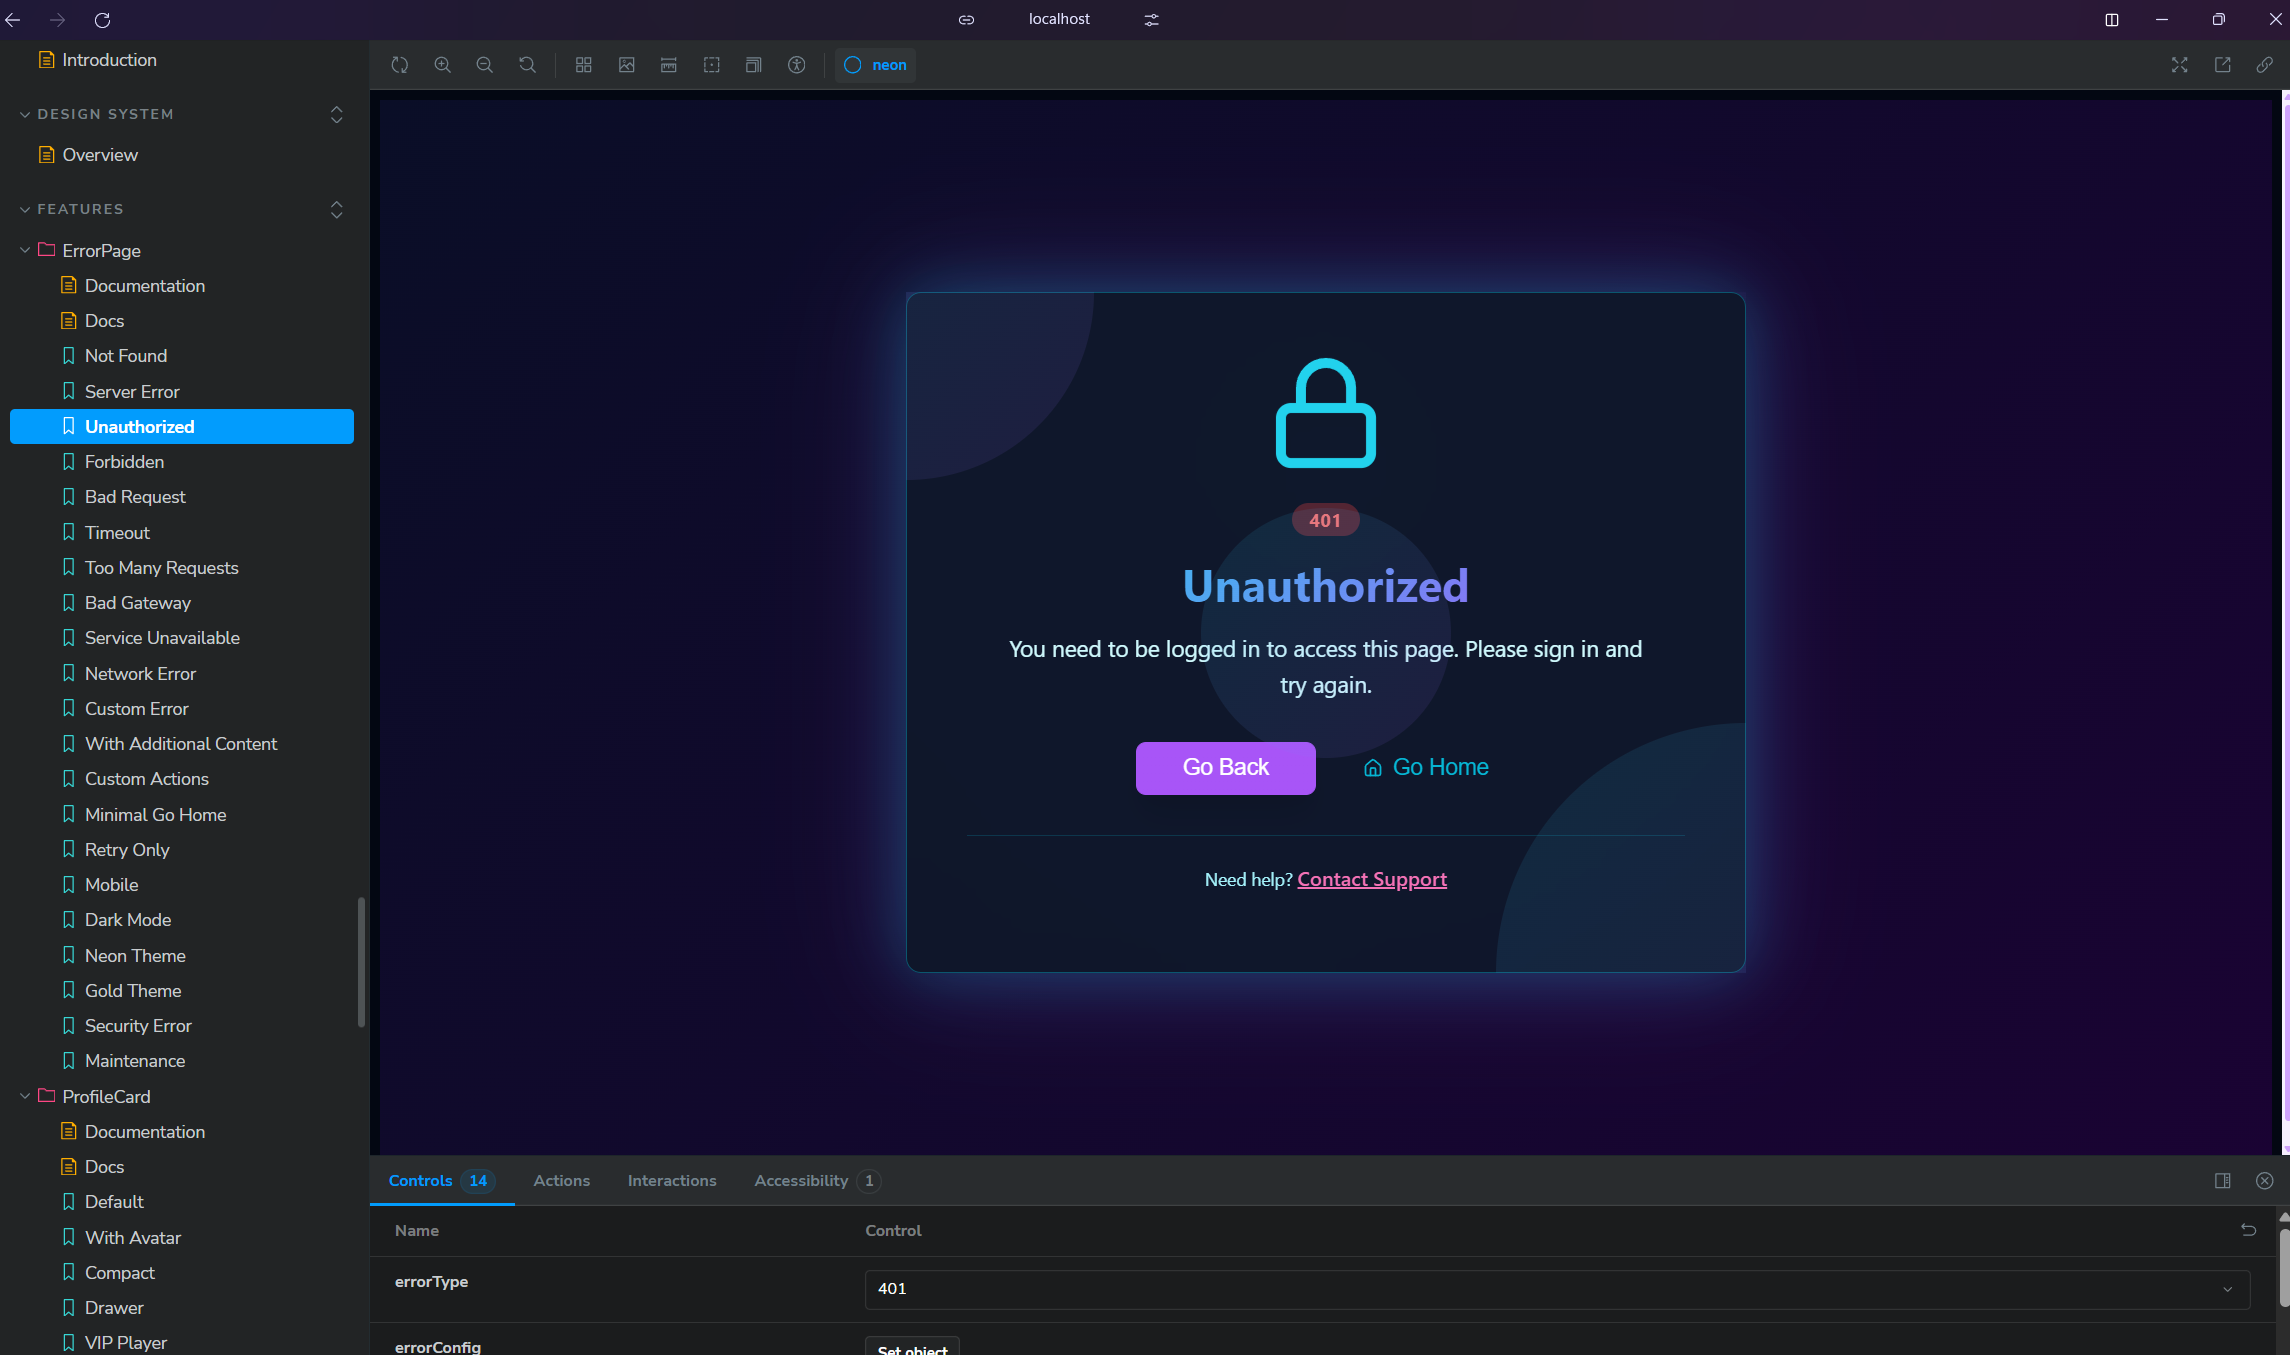 localhost
Introduction
DESIGN SYSTEM
Overview
FEATURES
ErrorPage
Documentation
Docs
Not Found
Server Error
Unauthorized
Forbidden
Bad Request
Timeout
Too Many Requests
Bad Gateway
Service Unavailable
Network Error
Custom Error
With Additional Content
Custom Actions
Minimal Go Home
Retry Only
Mobile
Dark Mode
Neon Theme
Gold Theme
Security Error
Maintenance
ProfileCard
Documentation
Docs
Default
With Avatar
Compact
Drawer
VIP Player
neon
401
Unauthorized
You need to be logged in to access this page. Please sign in and
try again.
Go Back
Go Home
Need help? Contact Support
Controls 14
Actions
Interactions
Accessibility 1
Name
Control
errorType
401
errorConfig
Set object